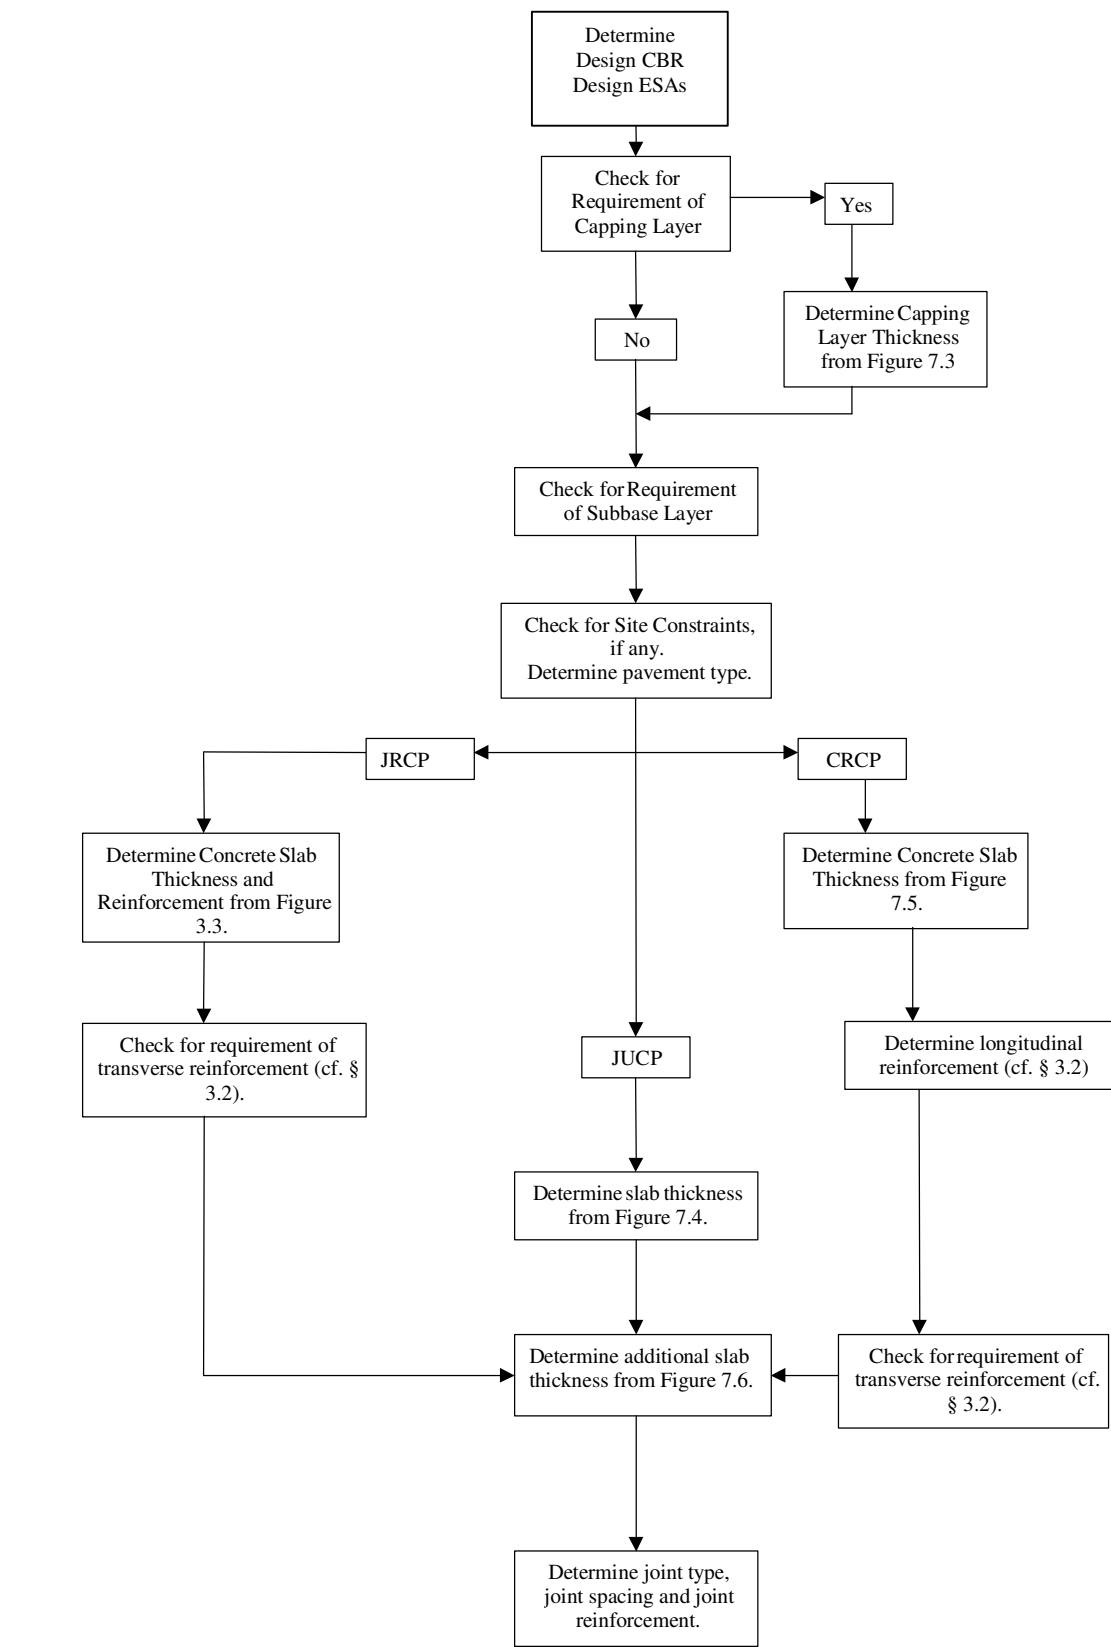 Determine
Design CBR
Design ESAs
Check for
Requirement of
Capping Layer
Yes
Determine Capping
Layer Thickness
from Figure 7.3
No
Check for Requirement
of Subbase Layer
Check for Site Constraints,
if any.
Determine pavement type.
JRCP
CRCP
Determine Concrete Slab
Thickness and
Reinforcement from Figure
3.3.
Determine Concrete Slab
Thickness from Figure
7.5.
Check for requirement of
transverse reinforcement (cf. §
3.2).
JUCP
Determine longitudinal
reinforcement (cf. § 3.2)
Determine slab thickness
from Figure 7.4.
Determine additional slab
thickness from Figure 7.6.
Check for requirement of
transverse reinforcement (cf.
§ 3.2).
Determine joint type,
joint spacing and joint
reinforcement.